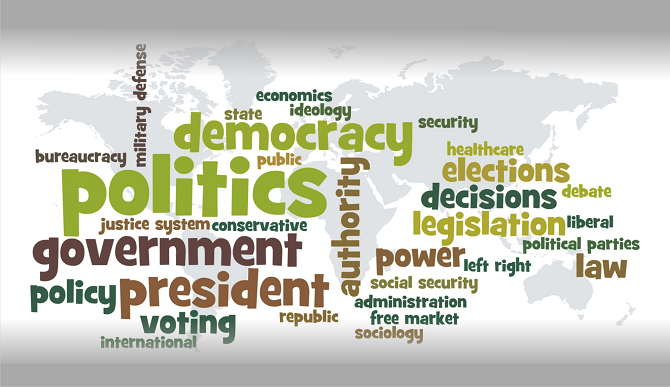 military defense
economics
state
ideology
democracy
security
bureaucracy
public
healthcare
elections
politics
authority
decisions
debate
justice system
conservative
legislation
liberal
government
political parties
power
left right
law
policy
president
social security
administration
voting
republic
free market
international
sociology